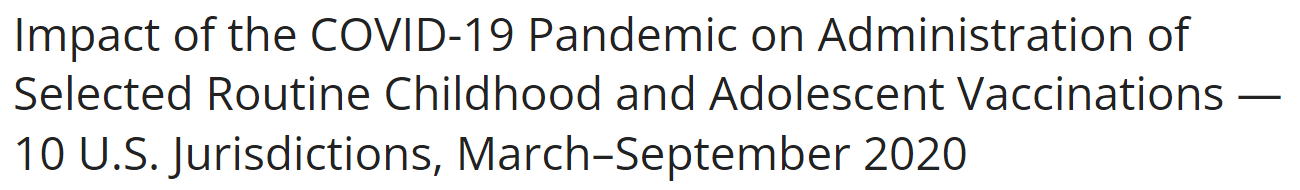 Impact of the COVID-19 Pandemic on Administration of
Selected Routine Childhood and Adolescent Vaccinations —
10 U.S. Jurisdictions, March–September 2020